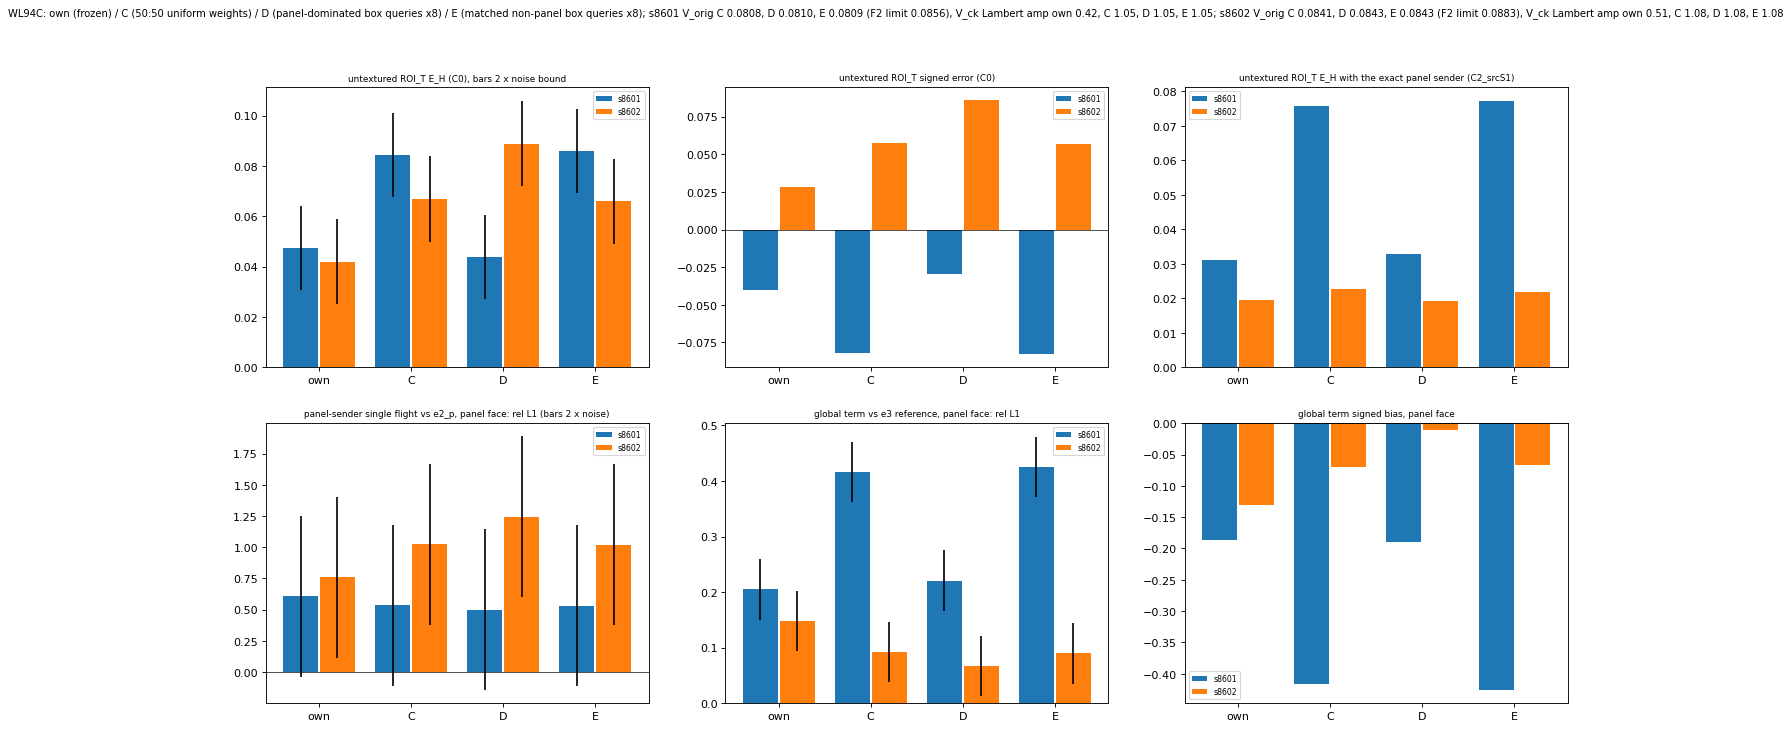 WL94C: own (frozen) / C (50:50 uniform weights) / D (panel-dominated box queries x8) / E (matched non-panel box queries x8); s8601 V_orig C 0.0808, D 0.0810, E 0.0809 (F2 limit 0.0856), V_ck Lambert amp own 0.42, C 1.05, D 1.05, E 1.05; s8602 V_orig C 0.0841, D 0.0843, E 0.0843 (F2 limit 0.0883), V_ck Lambert amp own 0.51, C 1.08, D 1.08, E 1.08
untextured ROI_T E_H (C0), bars 2 x noise bound
s8601
s8602
0.10
0.08
0.06
0.04
0.02
0.00
own C D E
untextured ROI_T signed error (C0)
s8601
s8602
0.075
0.050
0.025
0.000
−0.025
−0.050
−0.075
own C D E
untextured ROI_T E_H with the exact panel sender (C2_srcS1)
s8601
s8602
0.08
0.07
0.06
0.05
0.04
0.03
0.02
0.01
0.00
own C D E
panel-sender single flight vs e2_p, panel face: rel L1 (bars 2 x noise)
s8601
s8602
1.75
1.50
1.25
1.00
0.75
0.50
0.25
0.00
own C D E
global term vs e3 reference, panel face: rel L1
s8601
s8602
0.5
0.4
0.3
0.2
0.1
0.0
own C D E
global term signed bias, panel face
0.00
−0.05
−0.10
−0.15
−0.20
−0.25
−0.30
−0.35
−0.40
s8601
s8602
own C D E